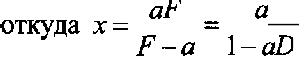 откуда x = aF / (F − a) = a / (1 − aD)